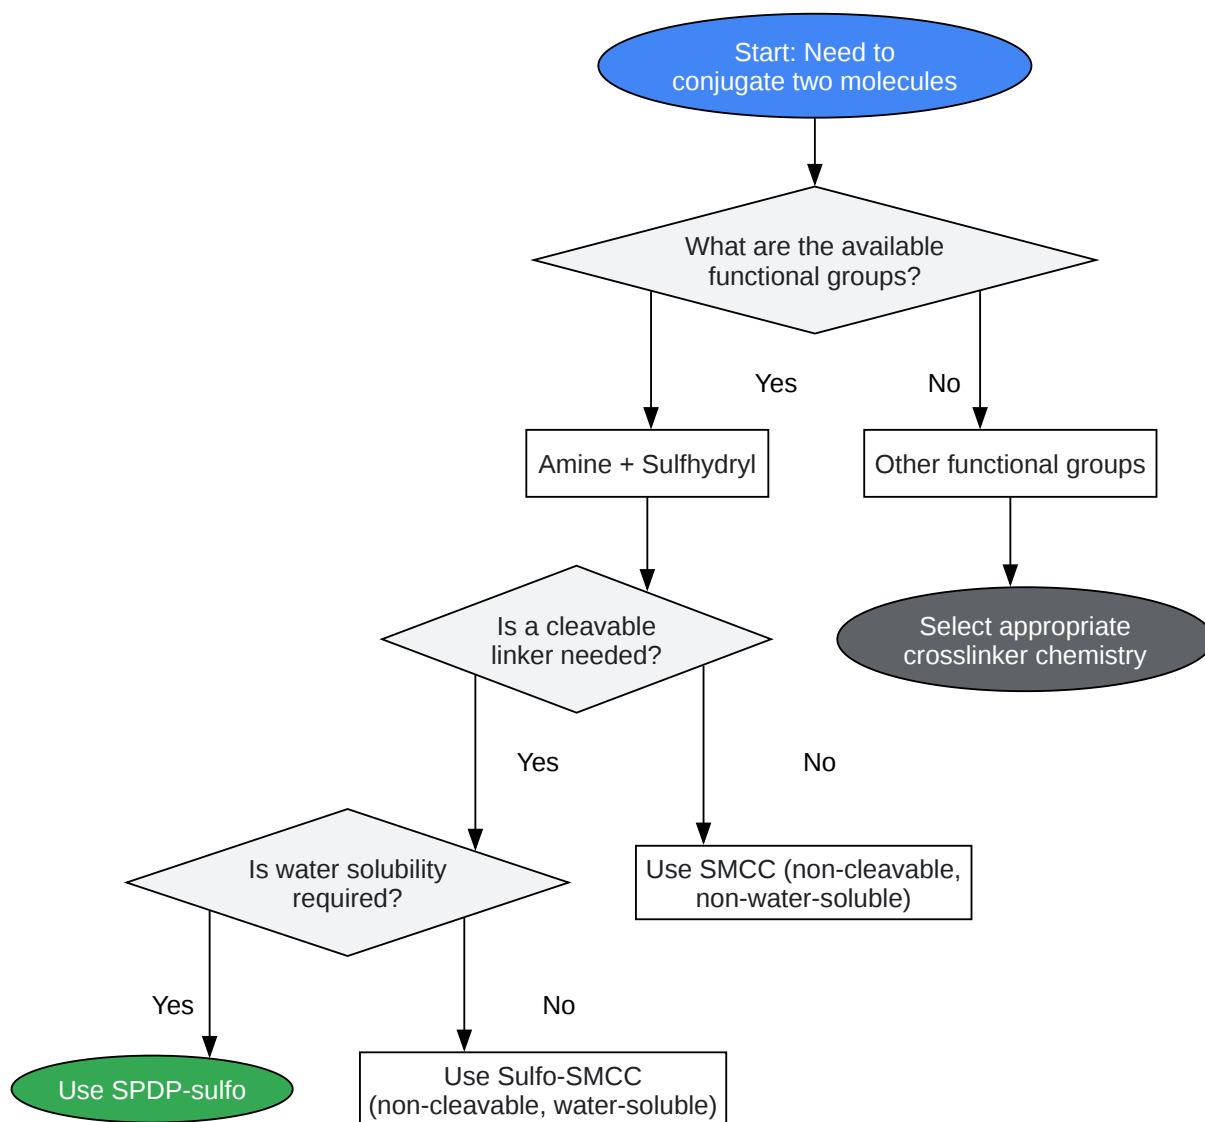 Start: Need to
conjugate two molecules
What are the available
functional groups?
Yes
No
Amine + Sulfhydryl
Other functional groups
Is a cleavable
linker needed?
Select appropriate
crosslinker chemistry
Yes
No
Is water solubility
required?
Use SMCC (non-cleavable,
non-water-soluble)
Yes
No
Use SPDP-sulfo
Use Sulfo-SMCC
(non-cleavable, water-soluble)